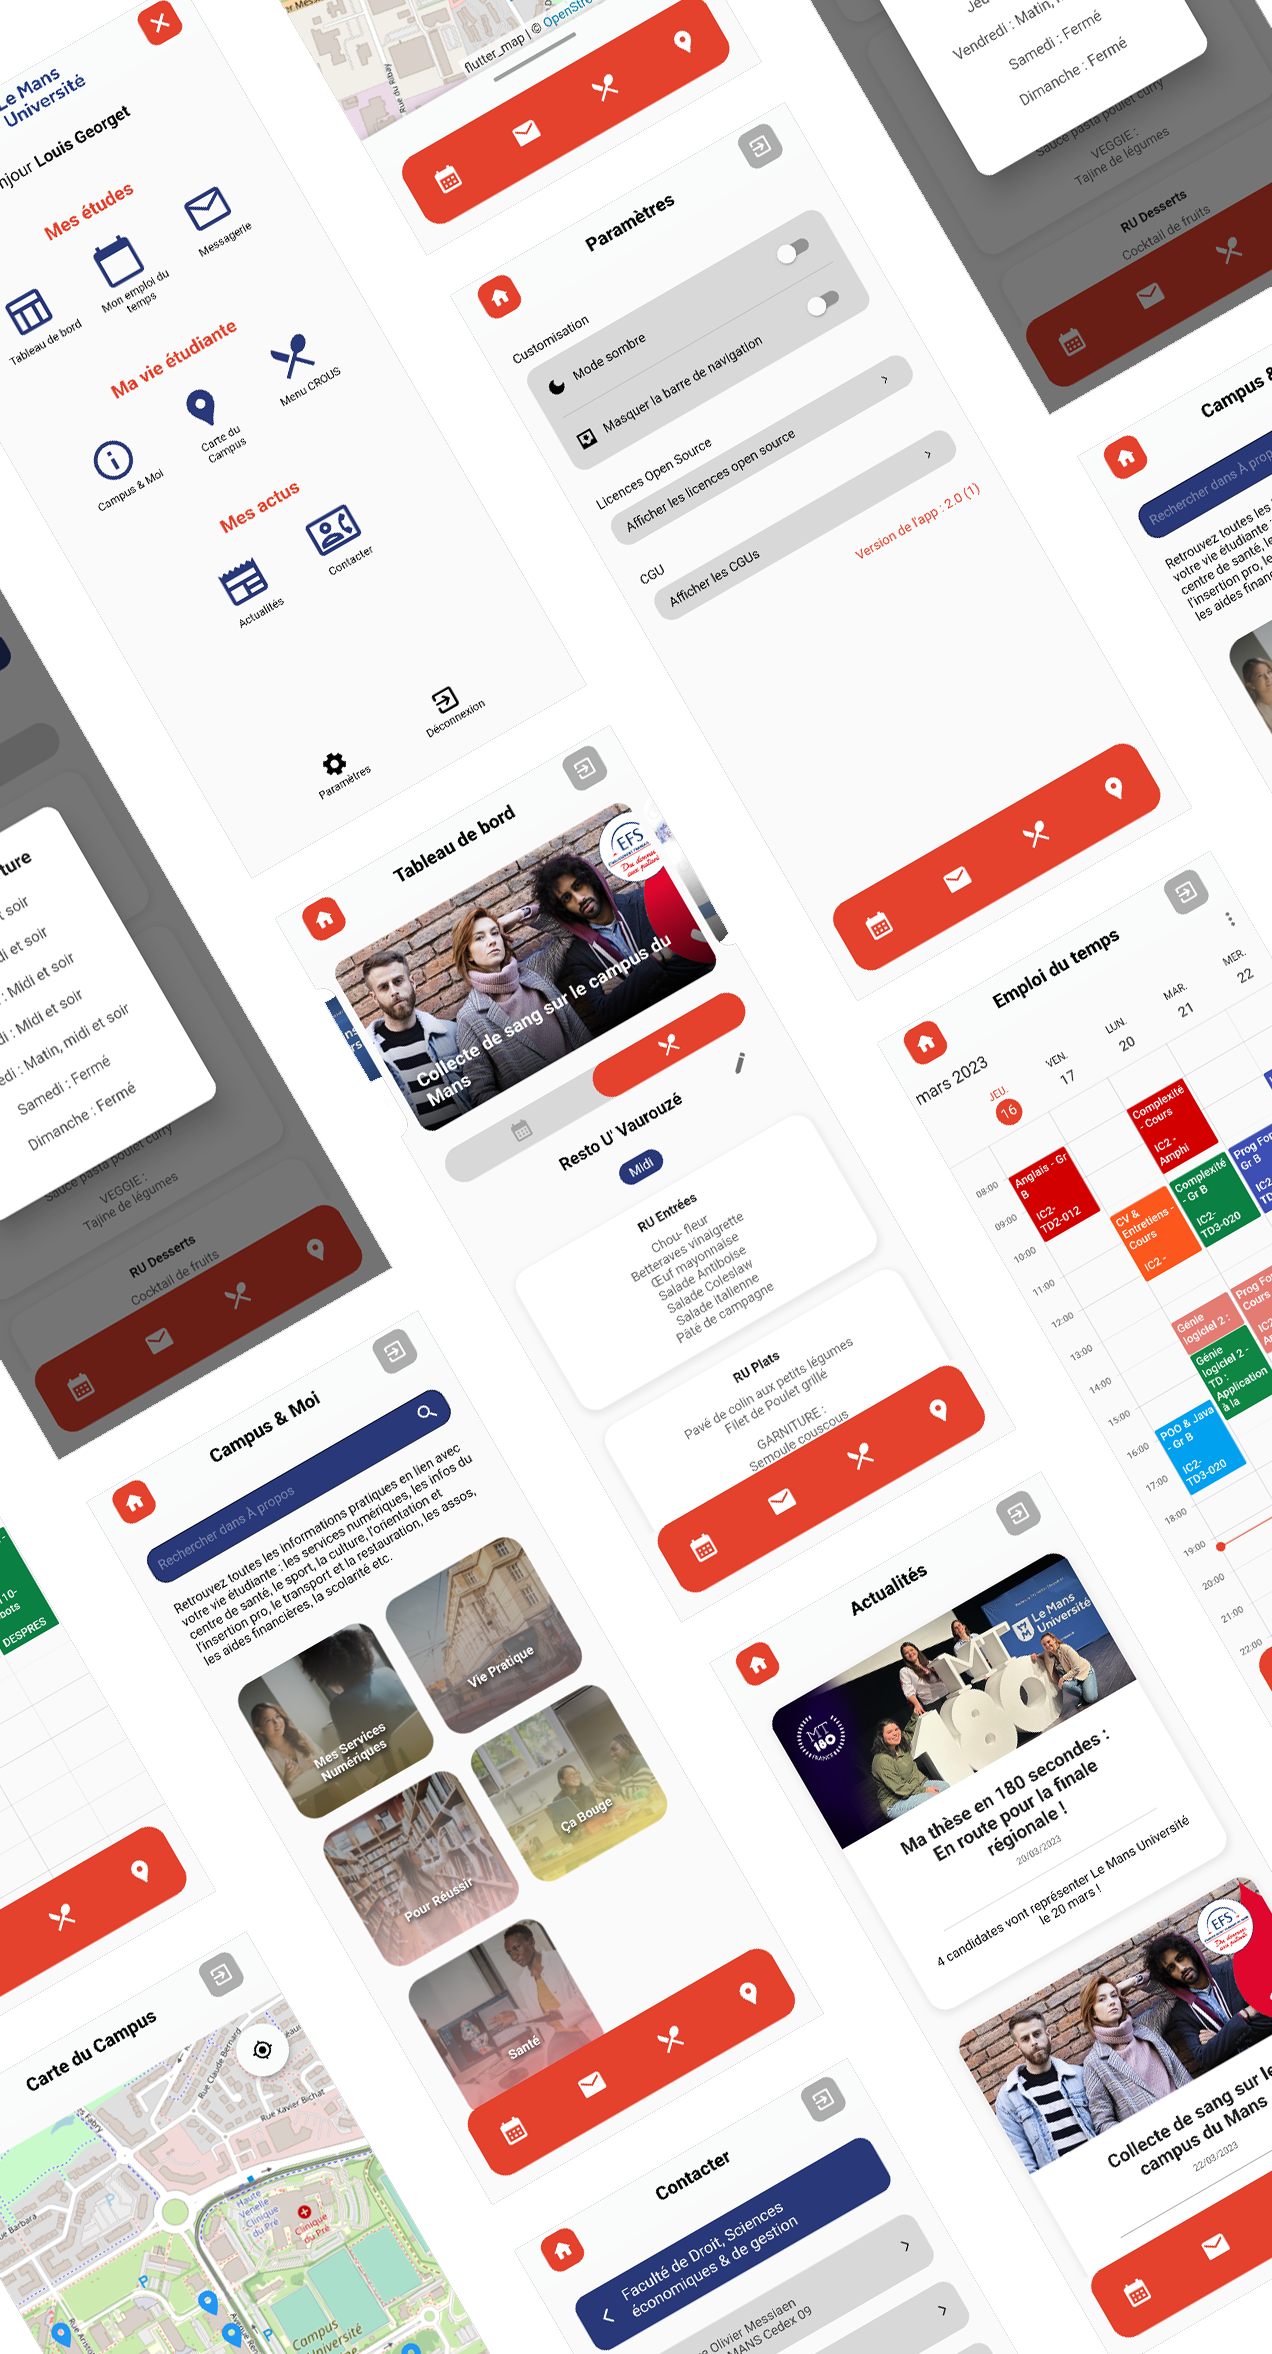 Le Mans
Université
Bonjour Louis Georget
Mes études
Tableau de bord
Mon emploi du
temps
Messagerie
Ma vie étudiante
Campus & Moi
Carte du
Campus
Menu CROUS
Mes actus
Actualités
Contacter
Paramètres
Déconnexion
Rue du Ribay
flutter_map | © OpenStre
Paramètres
Customisation
Mode sombre
Masquer la barre de navigation
Licences Open Source
Afficher les licences open source
CGU
Afficher les CGUs
Version de l'app : 2.0 (1)
Vendredi : Matin,
Samedi : Fermé
Dimanche : Fermé
Sauce pasta poulet curry
VEGGIE :
Tajine de légumes
RU Desserts
Cocktail de fruits
Campus &
Rechercher dans À prop
Retrouvez toutes les
votre vie étudiante :
centre de santé, le
l'insertion pro, le
les aides finan
ture
t soir
di et soir
: Midi et soir
di : Midi et soir
edi : Matin, midi et soir
Samedi : Fermé
Dimanche : Fermé
Sauce pasta poulet curry
VEGGIE :
Tajine de légumes
RU Desserts
Cocktail de fruits
Tableau de bord
EFS
Collecte de sang sur le campus du
Mans
Resto U' Vaurouzé
Midi
RU Entrées
Chou- fleur
Betteraves vinaigrette
Œuf mayonnaise
Salade Antiboise
Salade Coleslaw
Salade italienne
Pâté de campagne
RU Plats
Pavé de colin aux petits légumes
Filet de Poulet grillé
GARNITURE :
Semoule couscous
Emploi du temps
mars 2023
JEU.
16
VEN.
17
LUN.
20
MAR.
21
MER.
22
08:00
09:00
10:00
11:00
12:00
13:00
14:00
15:00
16:00
17:00
18:00
19:00
20:00
21:00
22:00
Anglais - Gr
B
IC2-
TD2-012
Complexité
- Cours
IC2 -
Amphi
CV &
Entretiens -
Cours
IC2 -
Complexité
- Gr B
IC2-
TD3-020
Prog Fon
Gr B
Génie
logiciel 2 :
Génie
logiciel 2 -
TD :
Application
à la
Prog Fo
Cours
POO & Java
- Gr B
IC2-
TD3-020
DESPRES
Campus & Moi
Rechercher dans À propos
Retrouvez toutes les informations pratiques en lien avec
votre vie étudiante : les services numériques, les infos du
centre de santé, le sport, la culture, l'orientation et
l'insertion pro, le transport et la restauration, les assos,
les aides financières, la scolarité etc.
Mes Services
Numériques
Vie Pratique
Pour Réussir
Ça Bouge
Santé
Actualités
Le Mans
Université
MT
180
FRANCE
Ma thèse en 180 secondes :
En route pour la finale
régionale !
20/03/2023
4 candidates vont représenter Le Mans Université
le 20 mars !
EFS
Collecte de sang sur le
campus du Mans
22/03/2023
Carte du Campus
Rue Claude Bernard
Rue Xavier Bichat
Haute
Venelle
Clinique
du Pré
Clinique
du Pré
Campus
Contacter
Faculté de Droit, Sciences
économiques & de gestion
e Olivier Messiaen
MANS Cedex 09